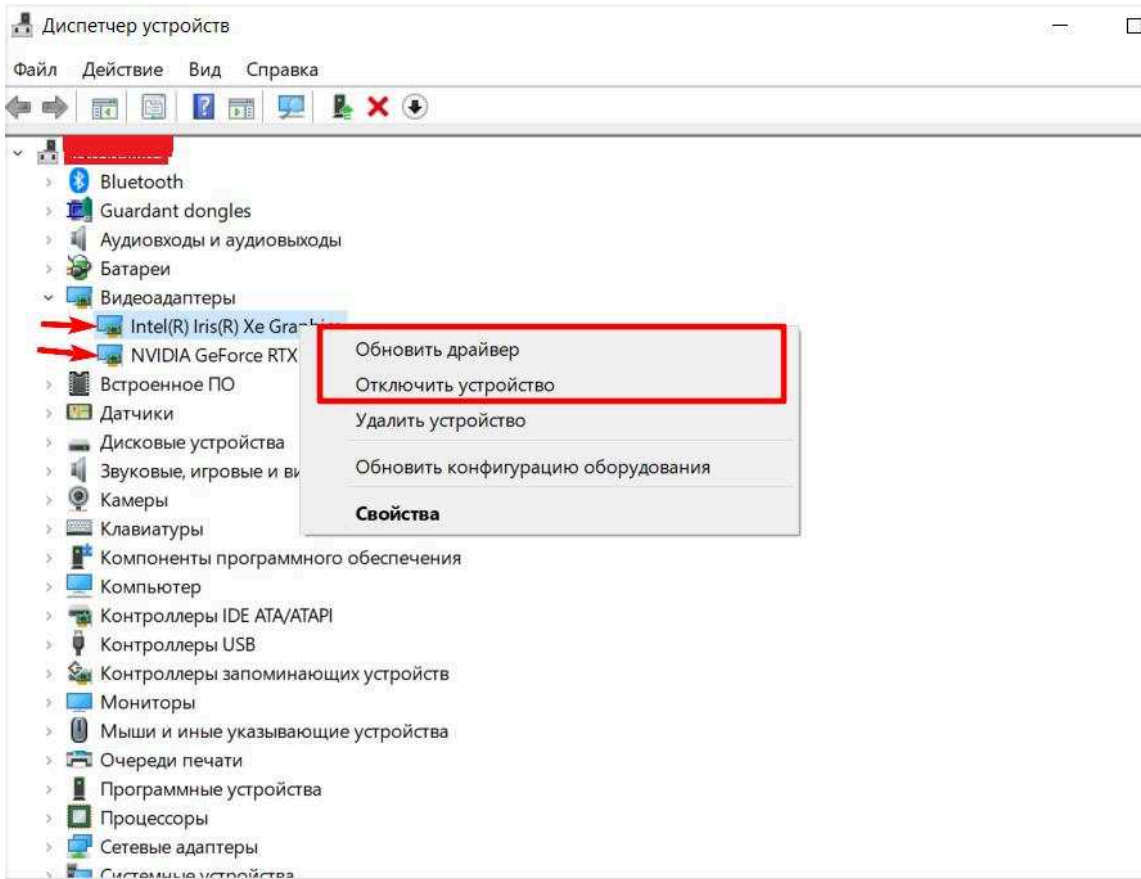 Диспетчер устройств
Файл Действие Вид Справка
Bluetooth
Guardant dongles
Аудиовходы и аудиовыходы
Батареи
Видеоадаптеры
Intel(R) Iris(R) Xe Graphics
NVIDIA GeForce RTX
Обновить драйвер
Отключить устройство
Удалить устройство
Обновить конфигурацию оборудования
Свойства
Встроенное ПО
Датчики
Дисковые устройства
Звуковые, игровые и ви
Камеры
Клавиатуры
Компоненты программного обеспечения
Компьютер
Контроллеры IDE ATA/ATAPI
Контроллеры USB
Контроллеры запоминающих устройств
Мониторы
Мыши и иные указывающие устройства
Очереди печати
Программные устройства
Процессоры
Сетевые адаптеры
Системные устройства